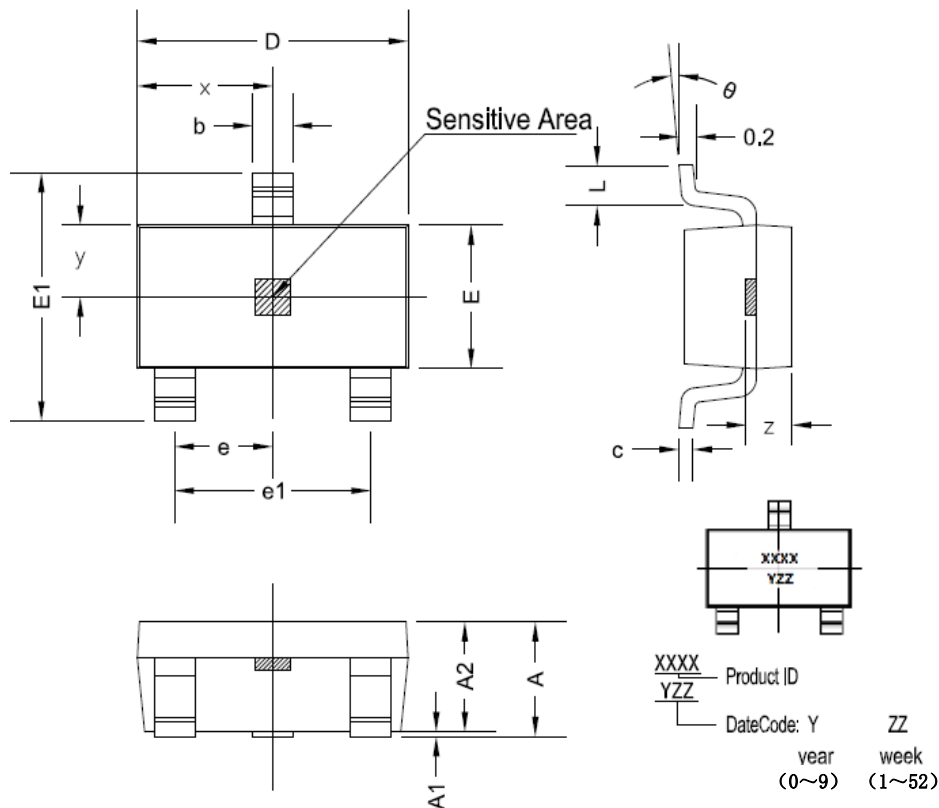 D
x
b
Sensitive Area
y
E1
E
e
e1
θ
0.2
L
z
c
A2
A
A1
XXXX
YZZ
XXXX
Product ID
YZZ
DateCode: Y ZZ
year week
(0～9) (1～52)